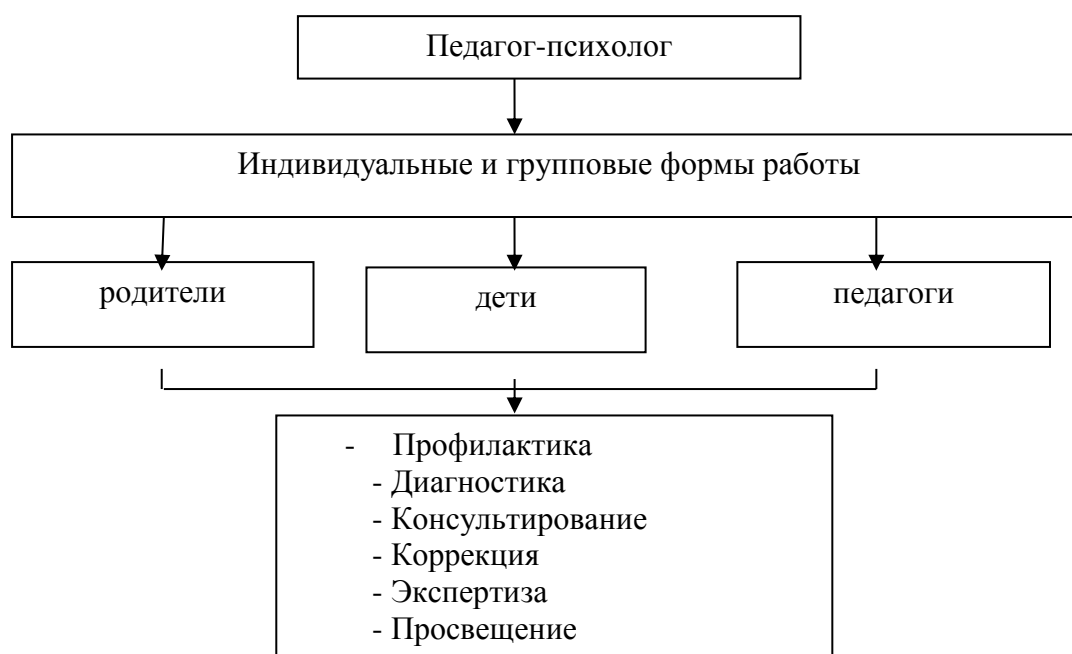 Педагог-психолог
Индивидуальные и групповые формы работы
родители
дети
педагоги
- Профилактика
- Диагностика
- Консультирование
- Коррекция
- Экспертиза
- Просвещение